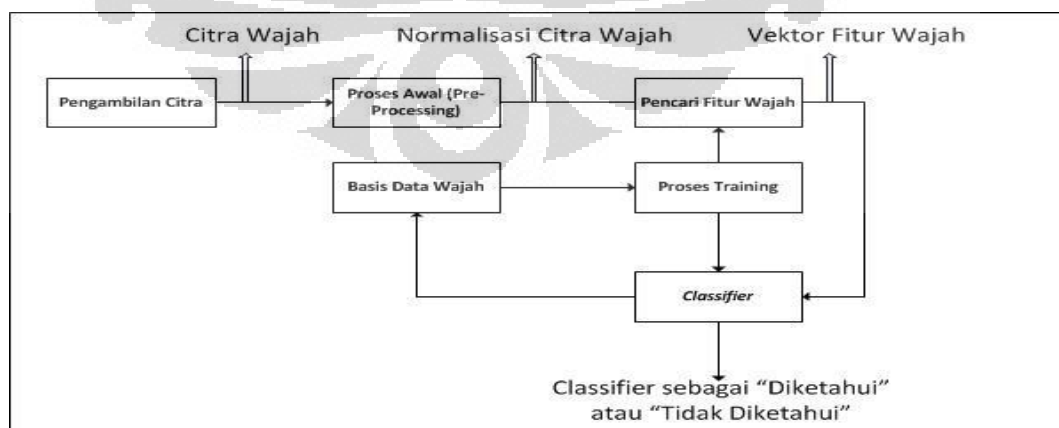 Citra Wajah
Normalisasi Citra Wajah
Vektor Fitur Wajah
Pengambilan Citra
Proses Awal (Pre-
Processing)
Pencari Fitur Wajah
Basis Data Wajah
Proses Training
Classifier
Classifier sebagai “Diketahui”
atau “Tidak Diketahui”